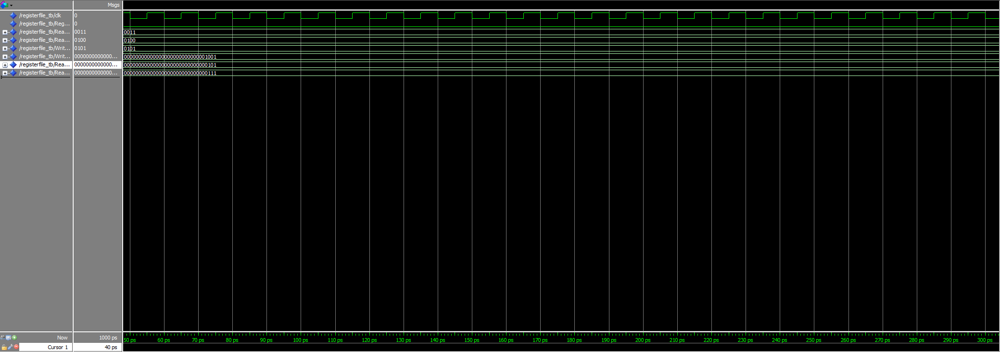 Msgs
/registerfile_tb/clk 0
/registerfile_tb/Reg... 0
/registerfile_tb/Rea... 0011 0011
/registerfile_tb/Rea... 0100 0100
/registerfile_tb/Writ... 0101 0101
/registerfile_tb/Writ... 0000000000000... 00000000000000000000000000001001
/registerfile_tb/Rea... 0000000000000... 00000000000000000000000000000101
/registerfile_tb/Rea... 0000000000000... 00000000000000000000000000000111
Now 1000 ps
50 ps 60 ps 70 ps 80 ps 90 ps 100 ps 110 ps 120 ps 130 ps 140 ps 150 ps 160 ps 170 ps 180 ps 190 ps 200 ps 210 ps 220 ps 230 ps 240 ps 250 ps 260 ps 270 ps 280 ps 290 ps 300 ps
Cursor 1 40 ps